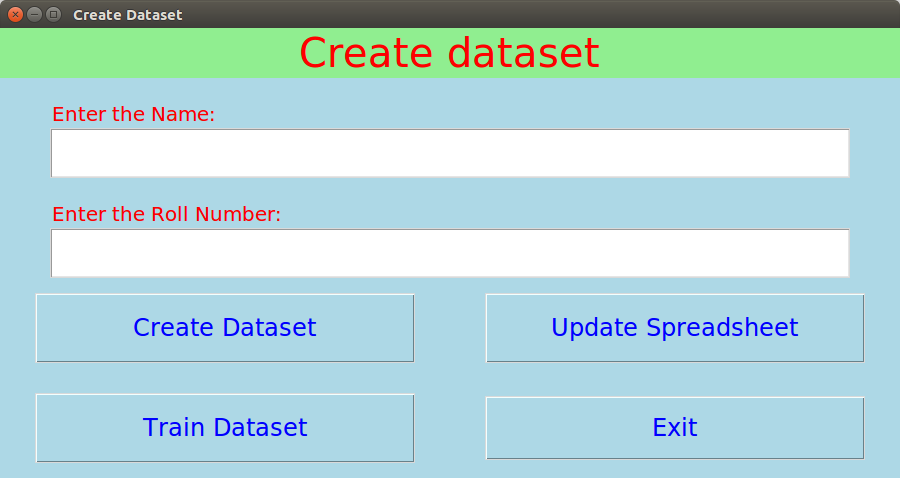 Create Dataset
Create dataset
Enter the Name:
Enter the Roll Number:
Create Dataset
Update Spreadsheet
Train Dataset
Exit